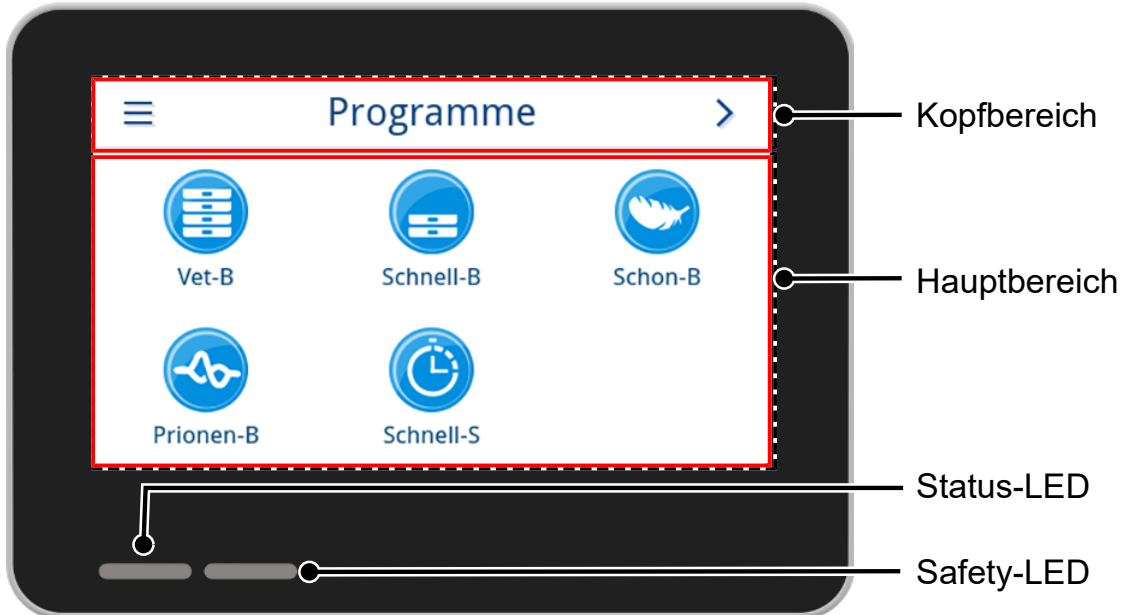 Programme
Kopfbereich
Vet-B
Schnell-B
Schon-B
Hauptbereich
Prionen-B
Schnell-S
Status-LED
Safety-LED